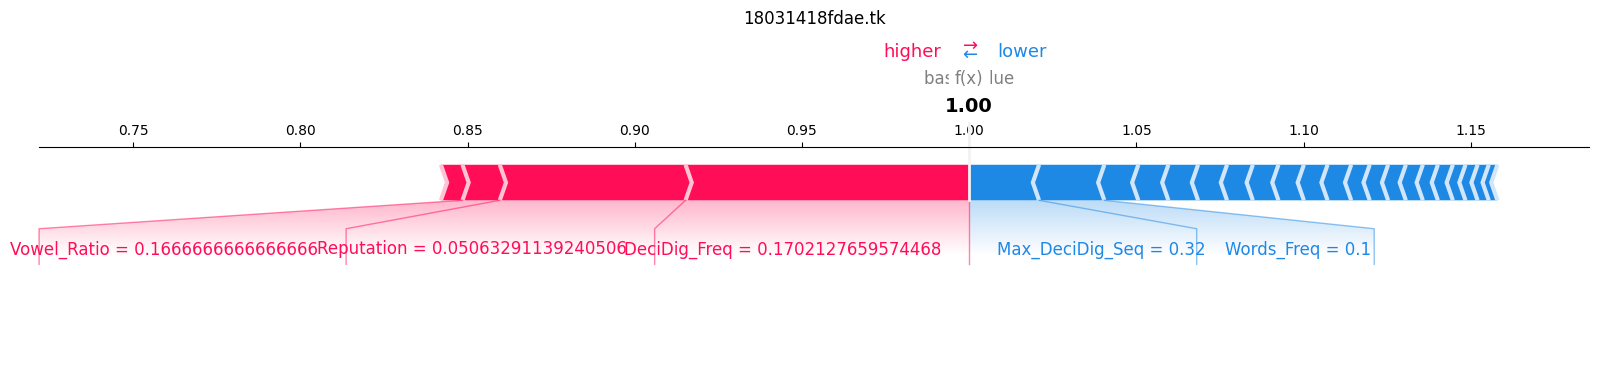 18031418fdae.tk
higher ⇄ lower
bas f(x) lue
1.00
0.75 0.80 0.85 0.90 0.95 1.00 1.05 1.10 1.15
Vowel_Ratio = 0.1666666666666666 Reputation = 0.05063291139240506 DeciDig_Freq = 0.1702127659574468 Max_DeciDig_Seq = 0.32 Words_Freq = 0.1